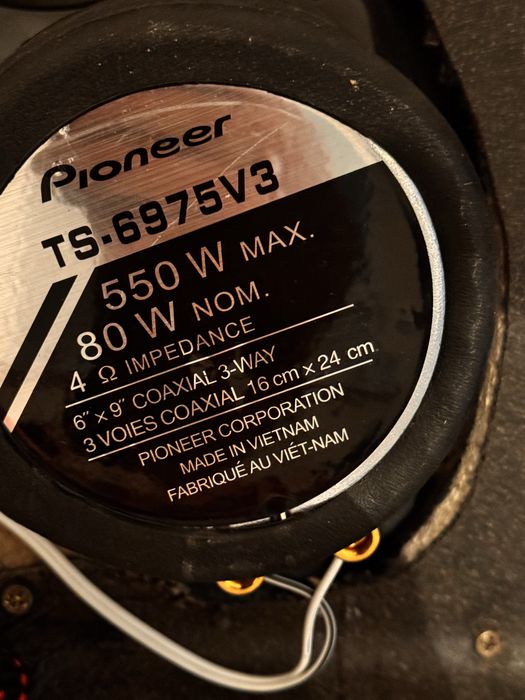 Pioneer
TS-6975V3
550 W MAX.
80 W NOM.
4 Ω IMPEDANCE
6" x 9" COAXIAL 3-WAY
3 VOIES COAXIAL 16 cm x 24 cm
PIONEER CORPORATION
MADE IN VIETNAM
FABRIQUÉ AU VIÉT-NAM